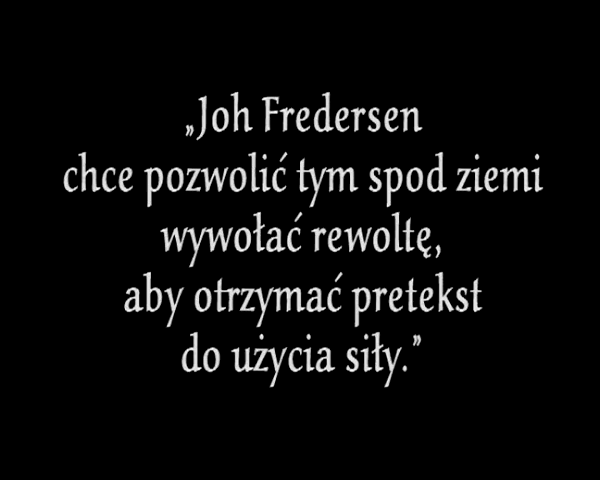 „Joh Fredersen
chce pozwolić tym spod ziemi
wywołać rewoltę,
aby otrzymać pretekst
do użycia siły.”